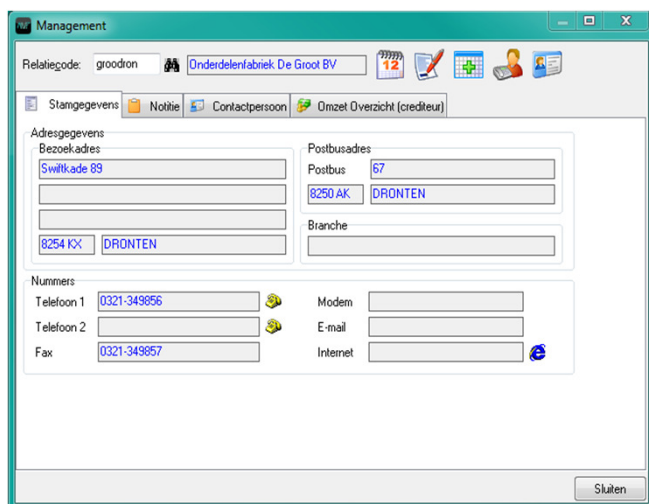 Management
Relatiecode: groodron Onderdelenfabriek De Groot BV 12
Stamgegevens Notitie Contactpersoon Omzet Overzicht (crediteur)
Adresgegevens
Bezoekadres
Swiftkade 89
8254 KX DRONTEN
Postbusadres
Postbus 67
8250 AK DRONTEN
Branche
Nummers
Telefoon 1 0321-349856
Telefoon 2
Fax 0321-349857
Modem
E-mail
Internet
Sluiten